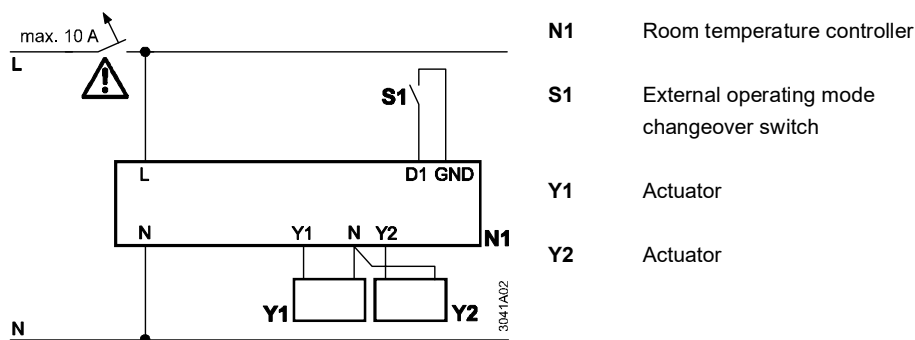 max. 10 A
L
S1
L
D1 GND
N
Y1 N Y2
N1
Y1
Y2
3041A02
N
N1 Room temperature controller
S1 External operating mode
changeover switch
Y1 Actuator
Y2 Actuator